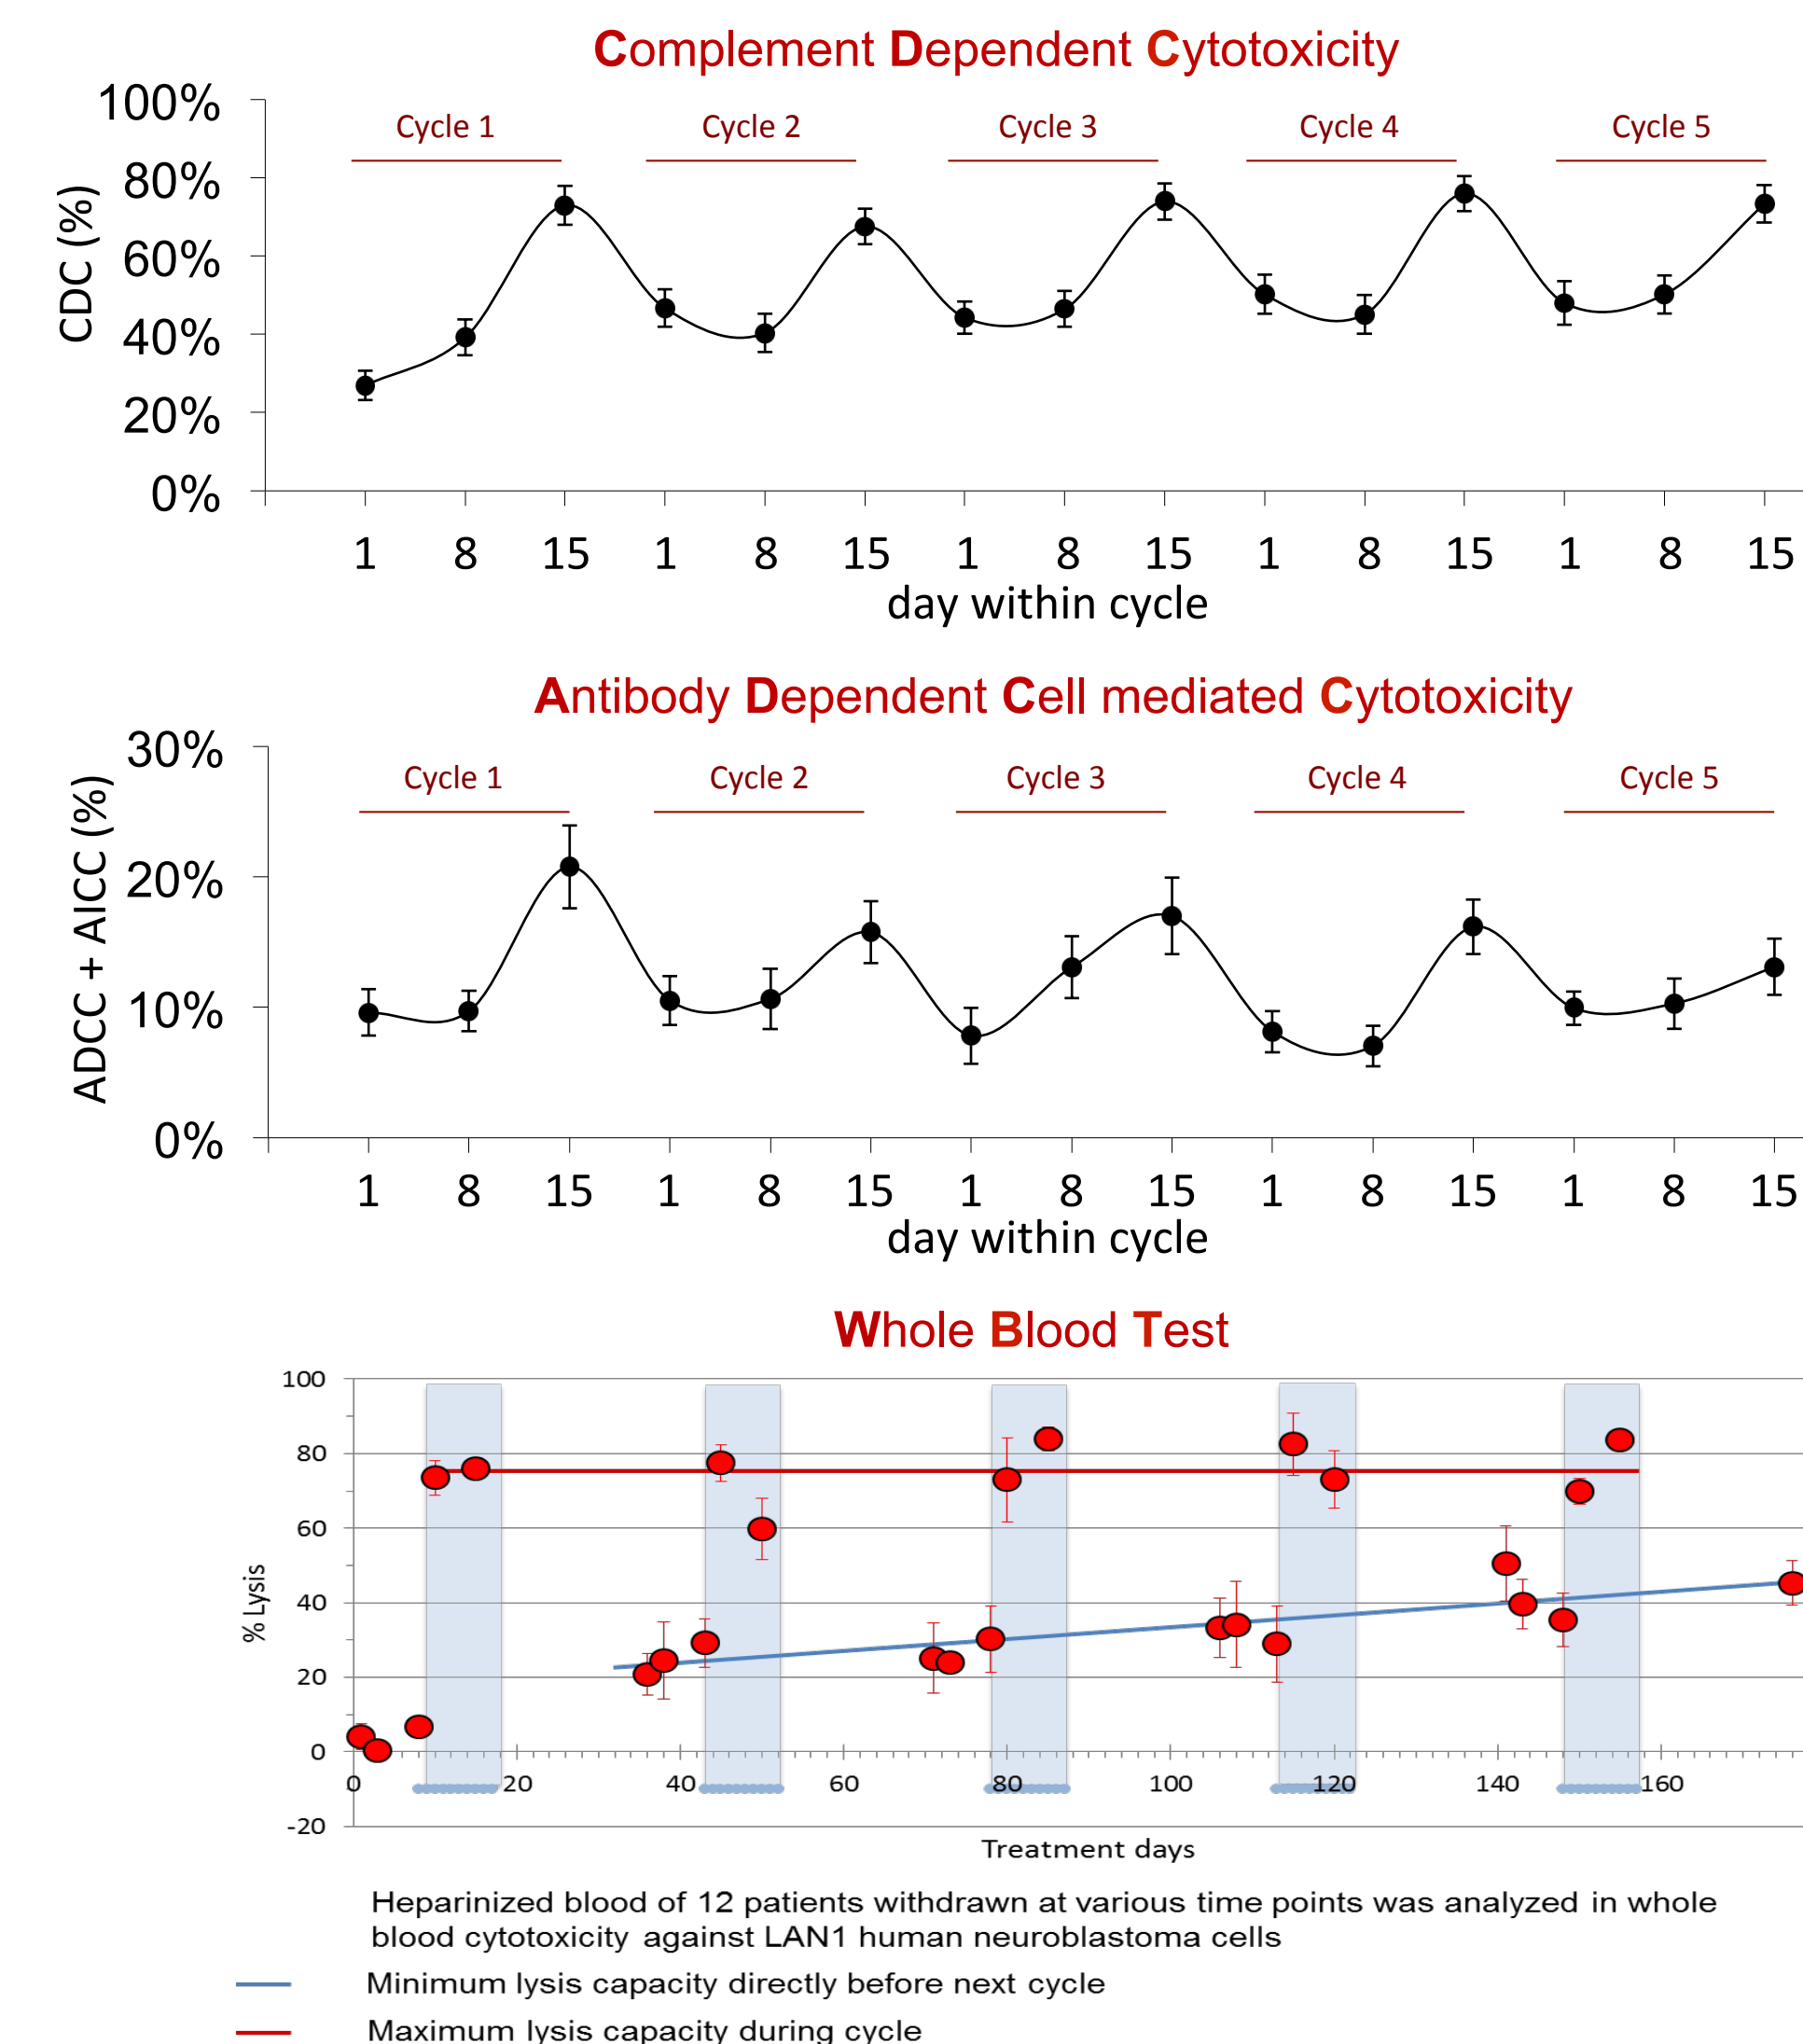 Complement Dependent Cytotoxicity
100%
80%
60%
40%
20%
0%
CDC (%)
Cycle 1 Cycle 2 Cycle 3 Cycle 4 Cycle 5
1 8 15 1 8 15 1 8 15 1 8 15 1 8 15
day within cycle
Antibody Dependent Cell mediated Cytotoxicity
30%
20%
10%
0%
ADCC + AICC (%)
Cycle 1 Cycle 2 Cycle 3 Cycle 4 Cycle 5
1 8 15 1 8 15 1 8 15 1 8 15 1 8 15
day within cycle
Whole Blood Test
100
80
60
40
20
0
-20
% Lysis
0 20 40 60 80 100 120 140 160
Treatment days
Heparinized blood of 12 patients withdrawn at various time points was analyzed in whole
blood cytotoxicity against LAN1 human neuroblastoma cells
Minimum lysis capacity directly before next cycle
Maximum lysis capacity during cycle